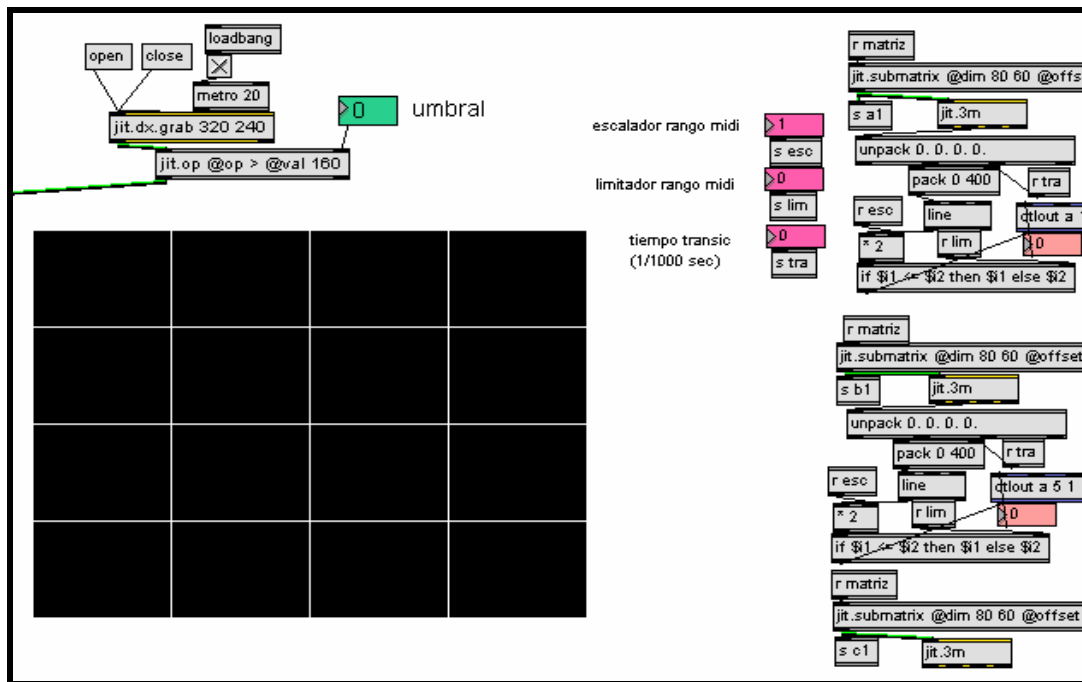 loadbang
open
close
metro 20
0
umbral
jit.dx.grab 320 240
jit.op @op > @val 160
escalador rango midi
1
s esc
limitador rango midi
0
s lim
tiempo transic
(1/1000 sec)
0
s tra
r matriz
jit.submatrix @dim 80 60 @offs
s a1
jit.3m
unpack 0. 0. 0. 0.
pack 0 400
r tra
r esc
line
ctlout a 1
* 2
r lim
0
if $i1 <= $i2 then $i1 else $i2
r matriz
jit.submatrix @dim 80 60 @offset
s b1
jit.3m
unpack 0. 0. 0. 0.
pack 0 400
r tra
r esc
line
ctlout a 5 1
* 2
r lim
0
if $i1 <= $i2 then $i1 else $i2
r matriz
jit.submatrix @dim 80 60 @offset
s c1
jit.3m